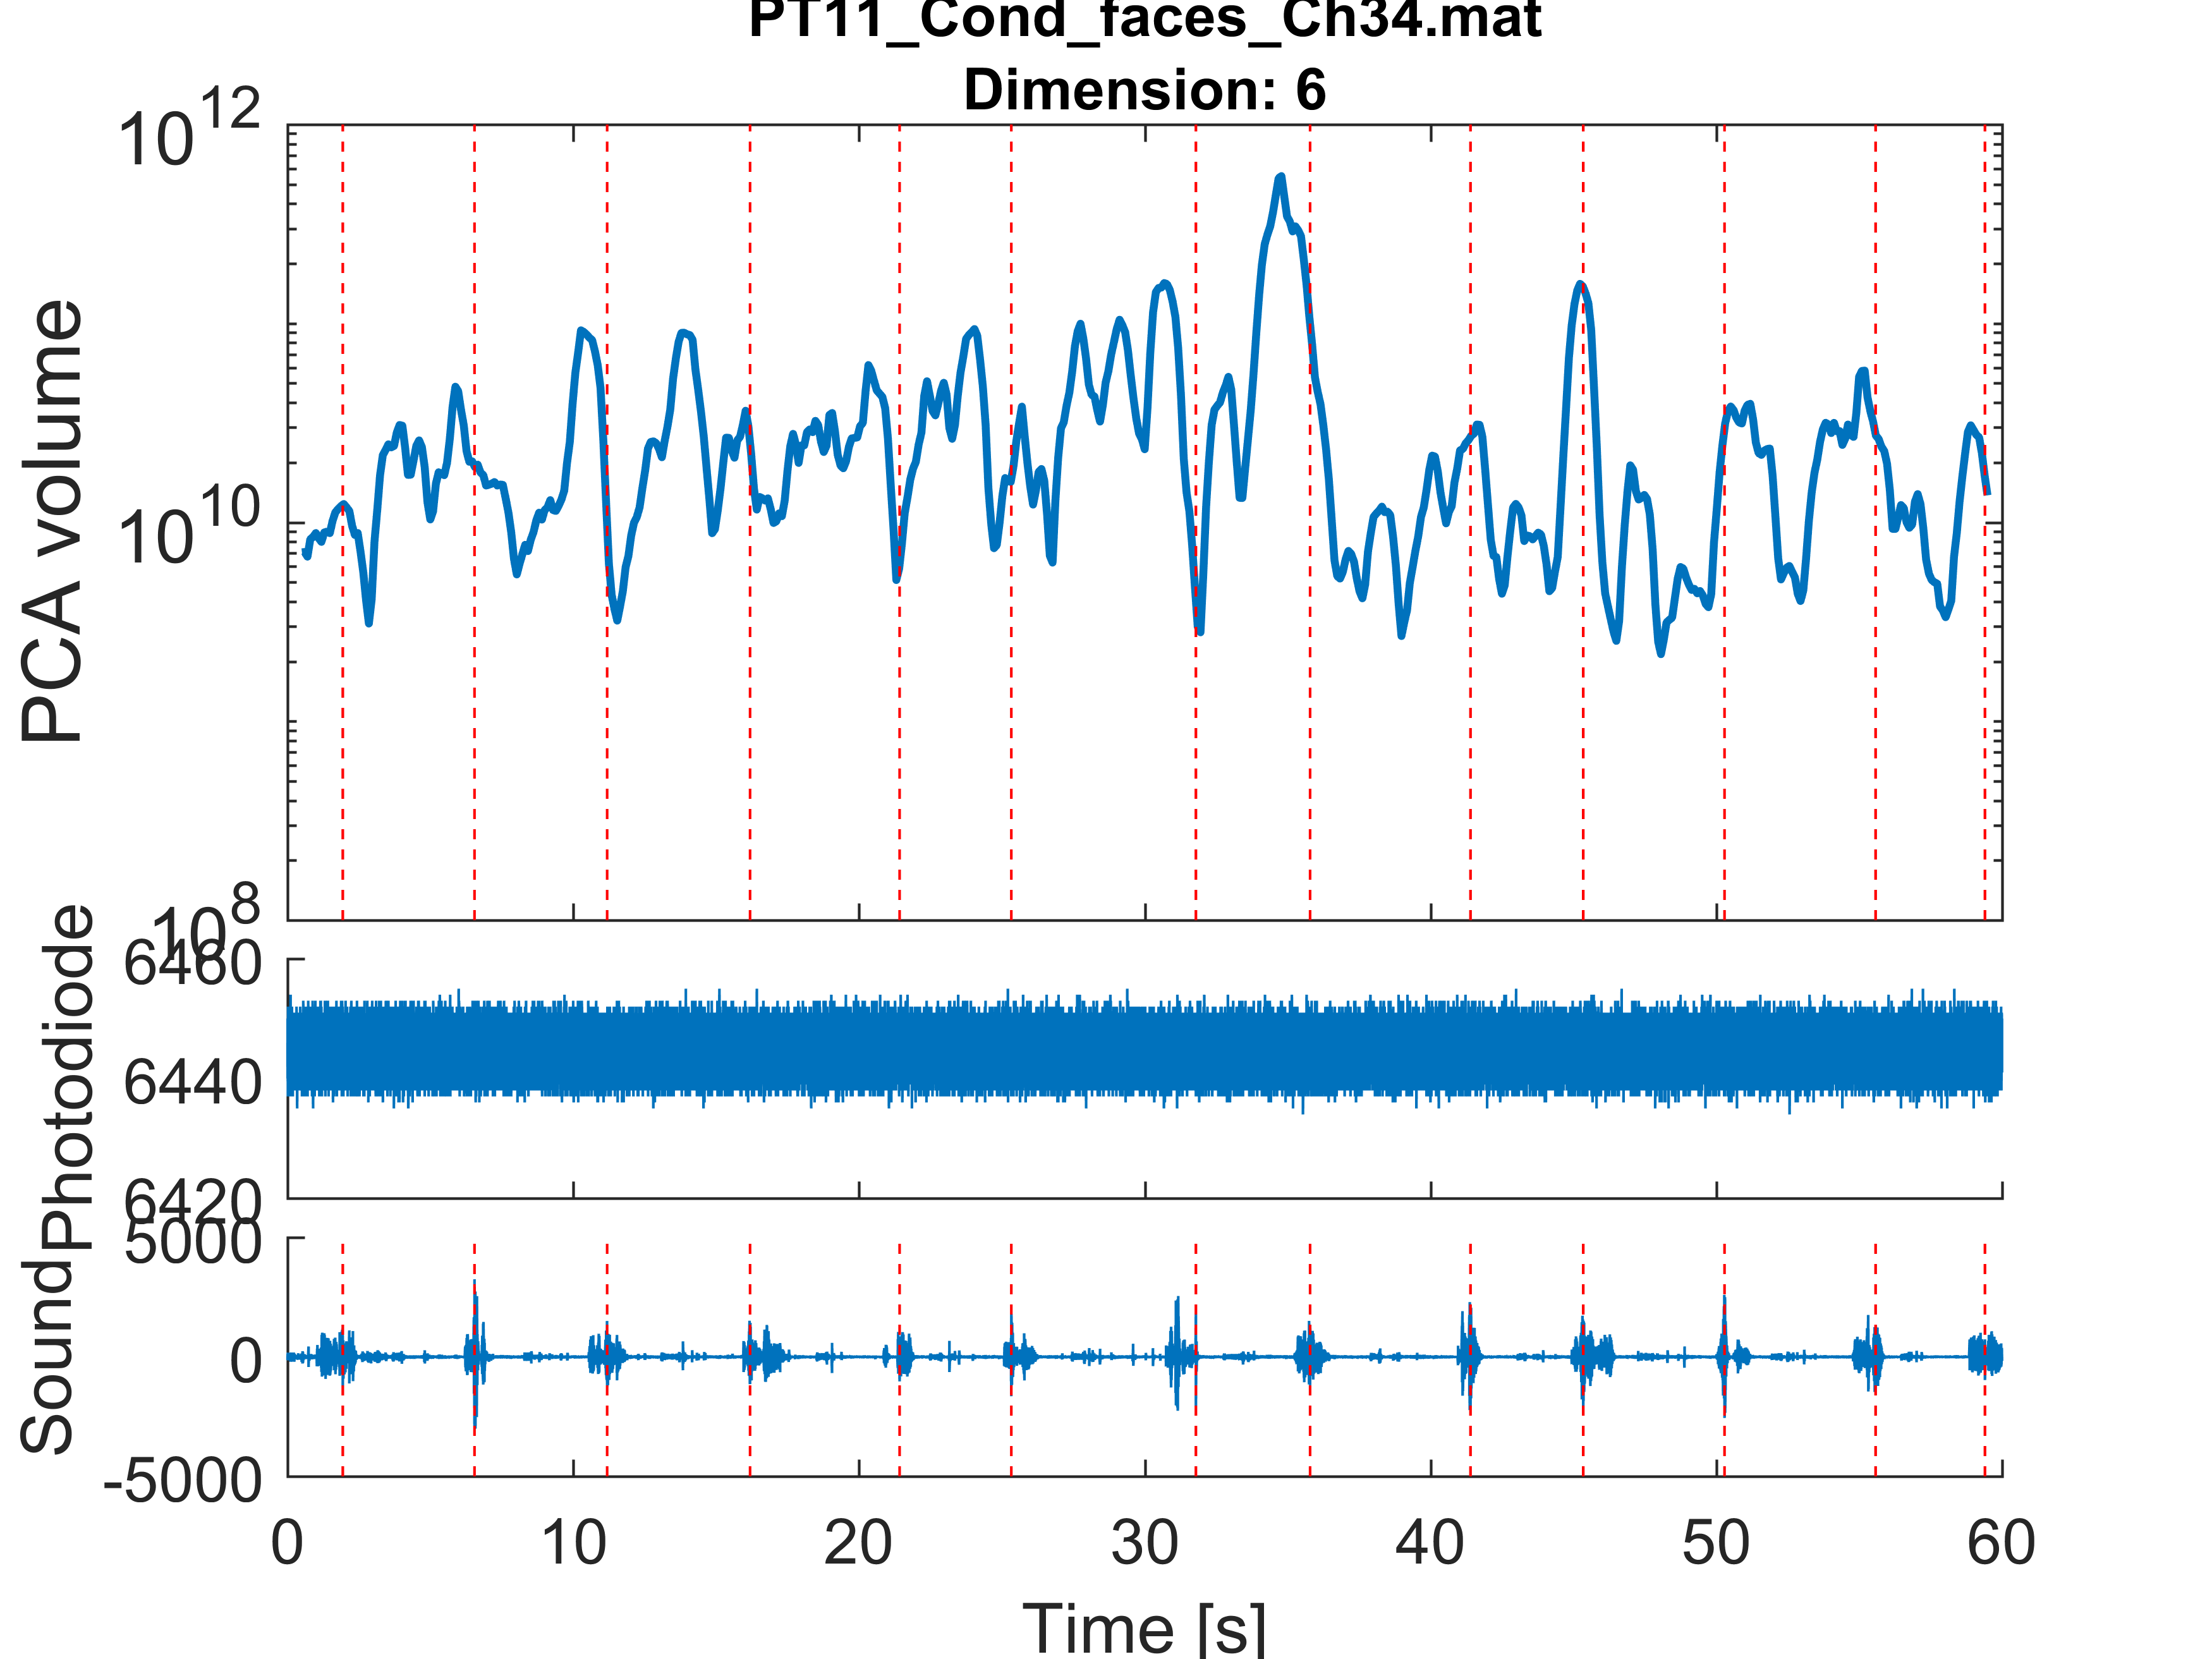 PT11_Cond_faces_Ch34.mat
Dimension: 6
10^12
10^10
10^8
PCA volume
6460
6440
6420
Photodiode
5000
0
-5000
Sound
0 10 20 30 40 50 60
Time [s]